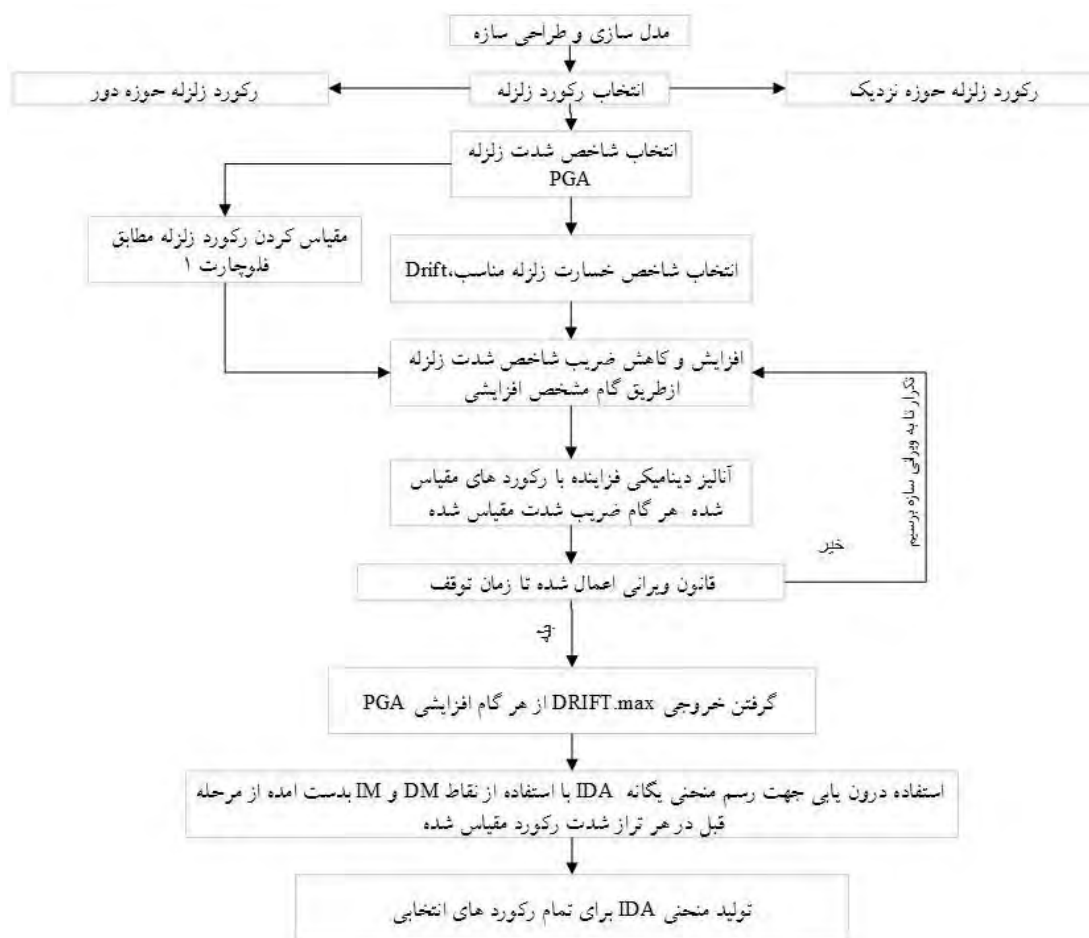 مدل سازی و طراحی سازه
رکورد زلزله حوزه نزدیک
انتخاب رکورد زلزله
رکورد زلزله حوزه دور
انتخاب شاخص شدت زلزله
PGA
مقیاس کردن رکورد زلزله مطابق
فلوچارت ۱
انتخاب شاخص خسارت زلزله مناسب،Drift
افزایش و کاهش ضریب شاخص شدت زلزله
ازطریق گام مشخص افزایشی
تکرار تا به ویرانی سازه برسیم
آنالیز دینامیکی فزاینده با رکورد های مقیاس
شده هر گام ضریب شدت مقیاس شده
خیر
قانون ویرانی اعمال شده تا زمان توقف
بله
گرفتن خروجی DRIFT.max از هر گام افزایشی PGA
استفاده درون یابی جهت رسم منحنی یگانه IDA با استفاده از نقاط DM و IM بدست امده از مرحله
قبل در هر تراز شدت رکورد مقیاس شده
تولید منحنی IDA برای تمام رکورد های انتخابی